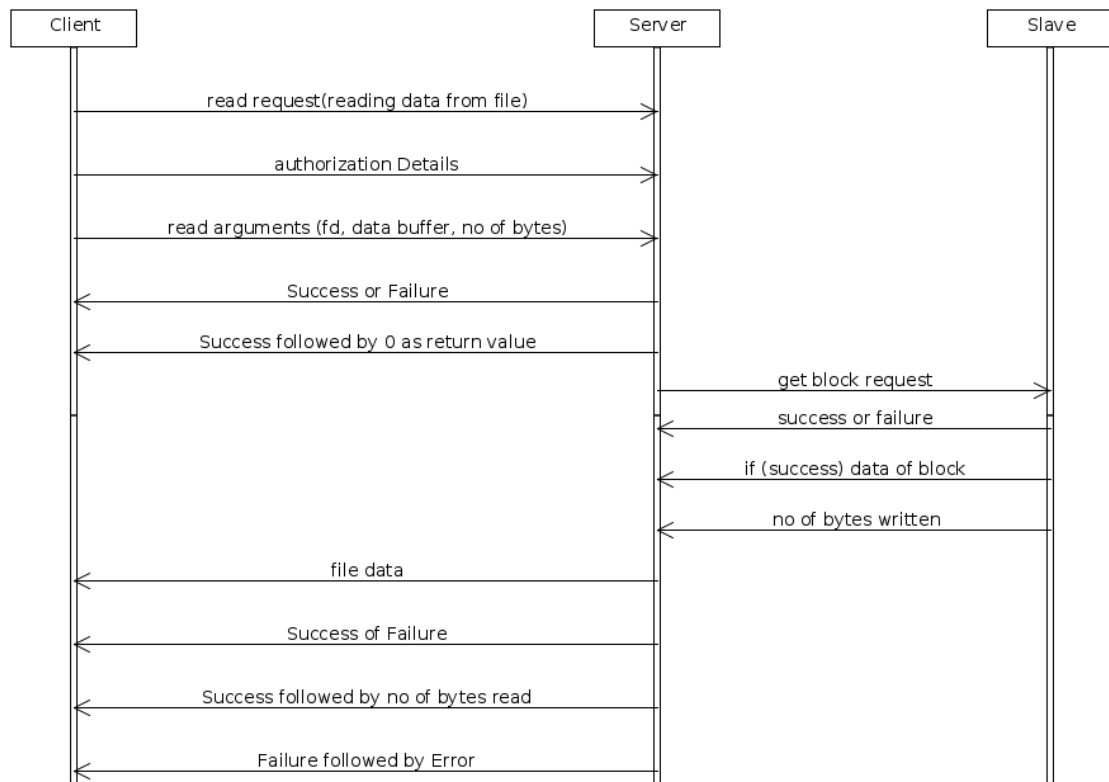 Client
Server
Slave
read request(reading data from file)
authorization Details
read arguments (fd, data buffer, no of bytes)
Success or Failure
Success followed by 0 as return value
get block request
success or failure
if (success) data of block
no of bytes written
file data
Success of Failure
Success followed by no of bytes read
Failure followed by Error